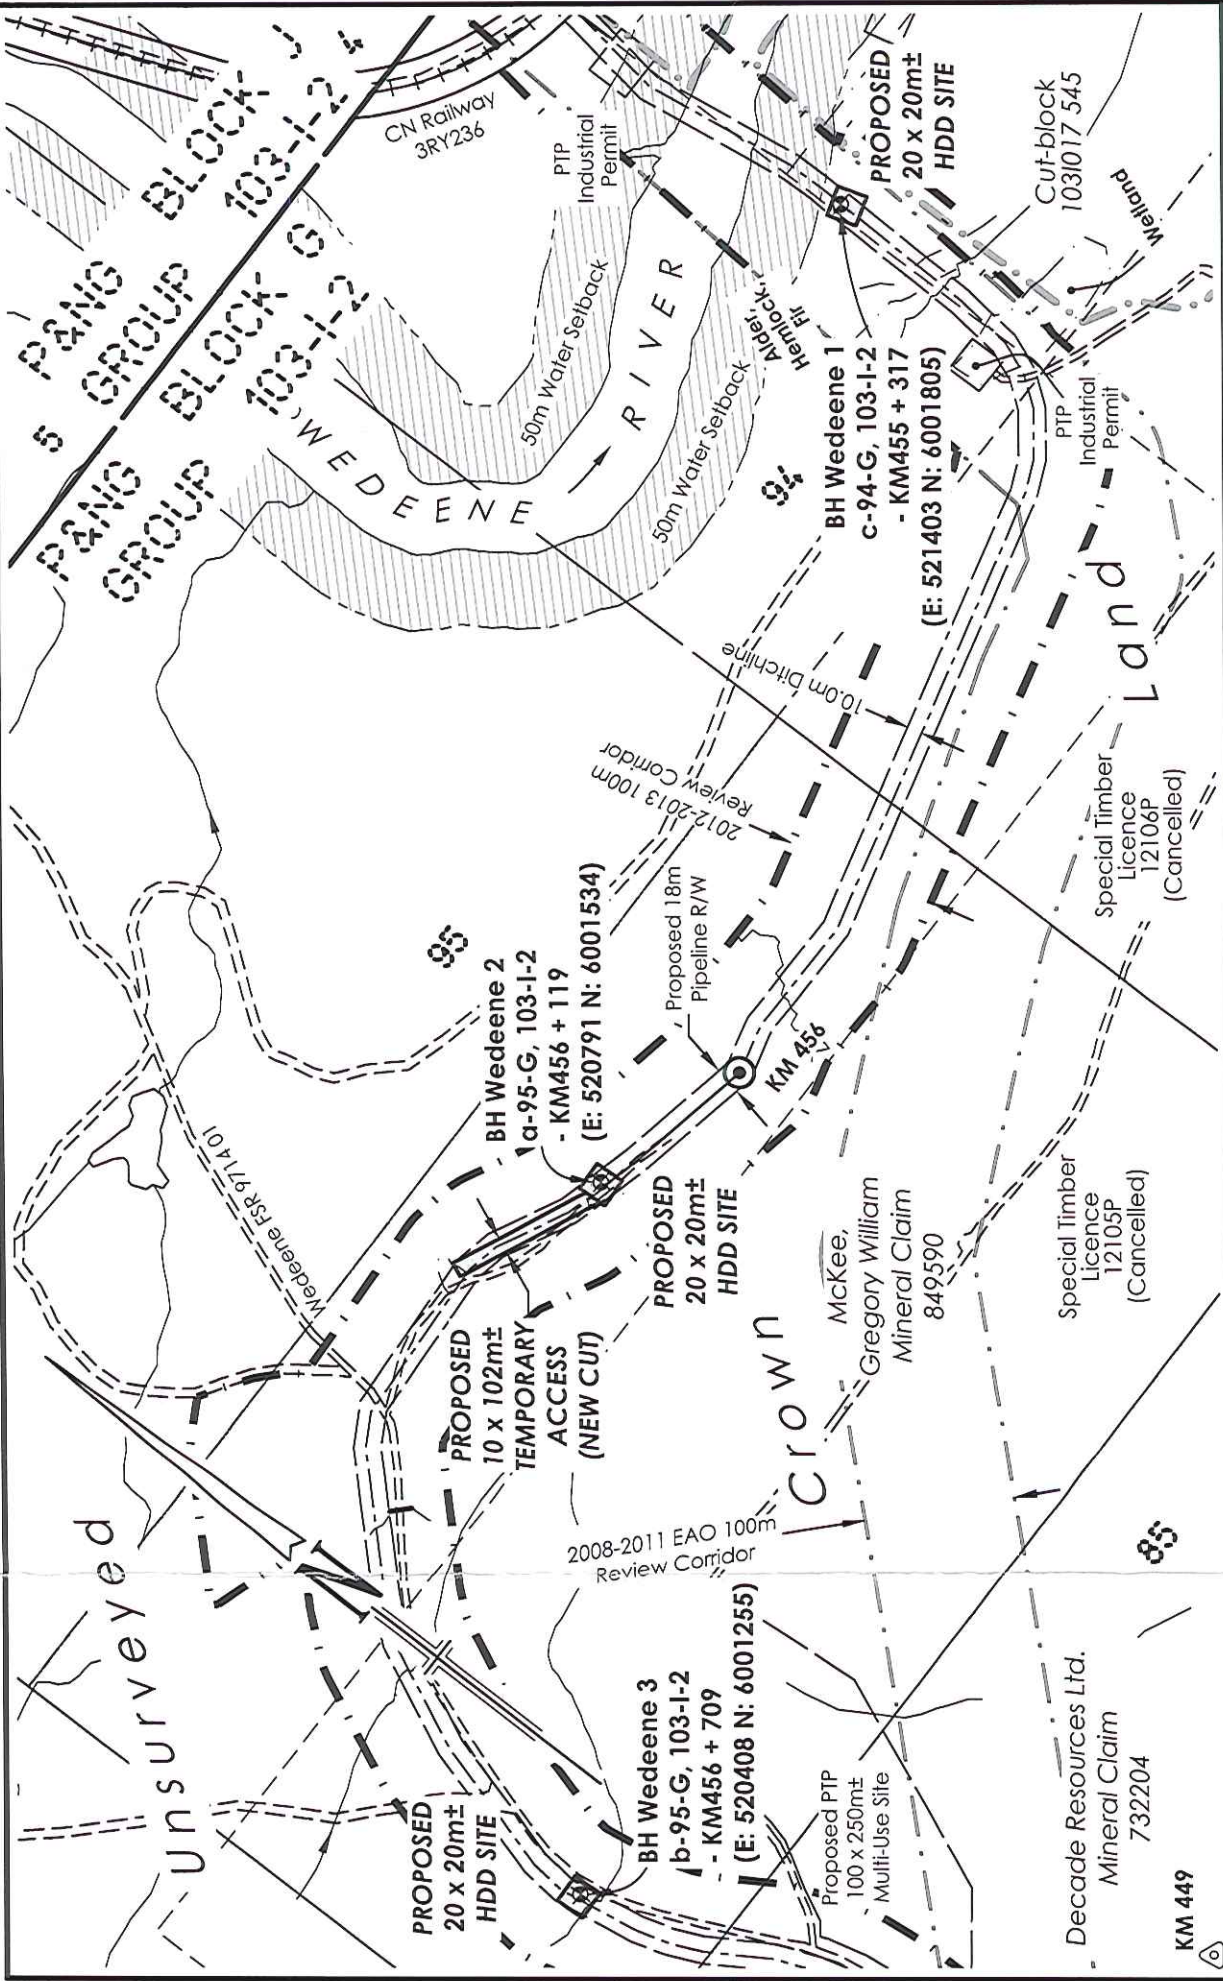 Unsurveyed
Crown
Land
P&NG
GROUP
5
BLOCK J
103-I-2
4
P&NG
GROUP
BLOCK G
103-I-2
CN Railway
3RY236
PTP
Industrial
Permit
WEDEENE
RIVER
50m Water Setback
50m Water Setback
Alder,
Hemlock,
Fir
PROPOSED
20 x 20m±
HDD SITE
Cut-block
103I017 545
Wetland
BH Wedeene 1
c-94-G, 103-I-2
- KM455 + 317
(E: 521403 N: 6001805)
PTP
Industrial
Permit
94
10.0m Ditchline
2012-2013 100m
Review Corridor
95
BH Wedeene 2
a-95-G, 103-I-2
- KM456 + 119
(E: 520791 N: 6001534)
Proposed 18m
Pipeline R/W
KM 456
Wedeene FSR 9714 01
PROPOSED
20 x 20m±
HDD SITE
PROPOSED
10 x 102m±
TEMPORARY
ACCESS
(NEW CUT)
McKee,
Gregory William
Mineral Claim
849590
Special Timber
Licence
12106P
(Cancelled)
Special Timber
Licence
12105P
(Cancelled)
2008-2011 EAO 100m
Review Corridor
85
PROPOSED
20 x 20m±
HDD SITE
BH Wedeene 3
b-95-G, 103-I-2
- KM456 + 709
(E: 520408 N: 6001255)
Proposed PTP
100 x 250m±
Multi-Use Site
Decade Resources Ltd.
Mineral Claim
732204
KM 449